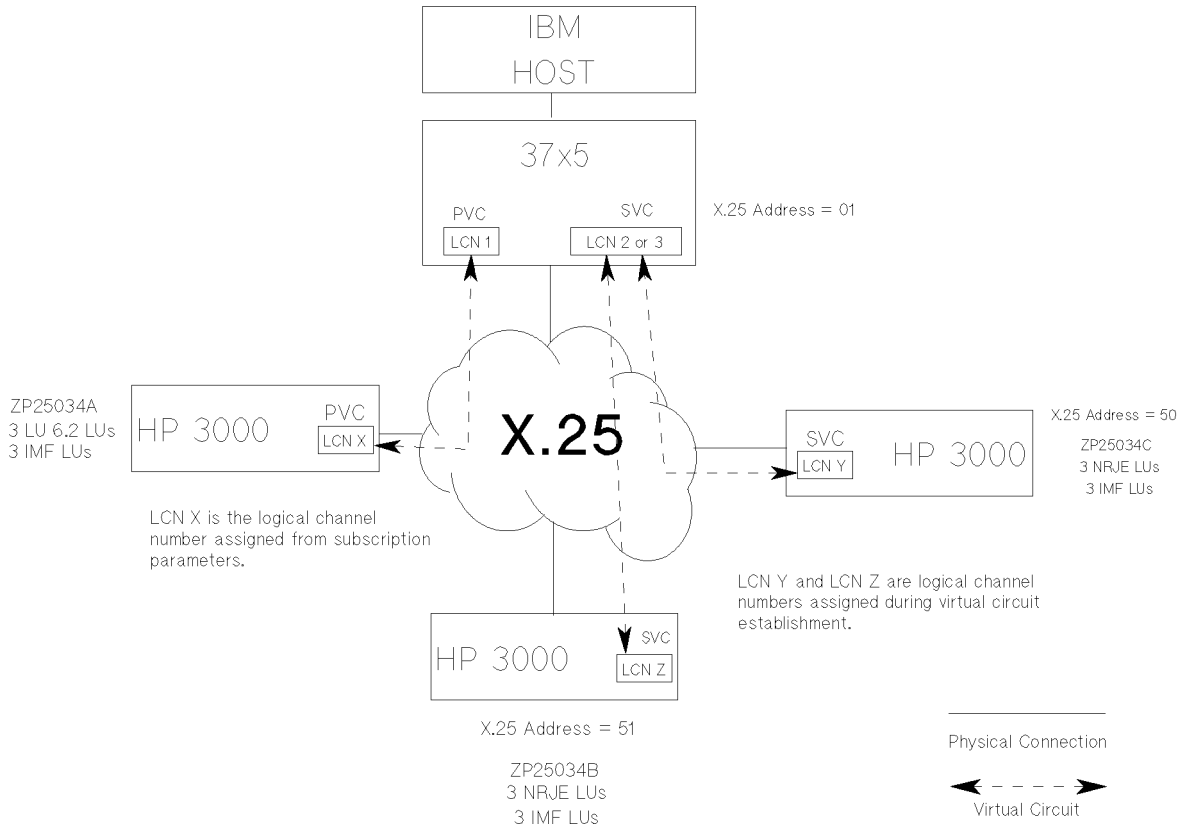 IBM
HOST
37x5
PVC
LCN 1
SVC
LCN 2 or 3
X.25 Address = 01
ZP25034A
3 LU 6.2 LUs
3 IMF LUs
HP 3000
PVC
LCN X
X.25
SVC
LCN Y
HP 3000
X.25 Address = 50
ZP25034C
3 NRJE LUs
3 IMF LUs
LCN X is the logical channel
number assigned from subscription
parameters.
LCN Y and LCN Z are logical channel
numbers assigned during virtual circuit
establishment.
HP 3000
SVC
LCN Z
X.25 Address = 51
ZP25034B
3 NRJE LUs
3 IMF LUs
Physical Connection
Virtual Circuit